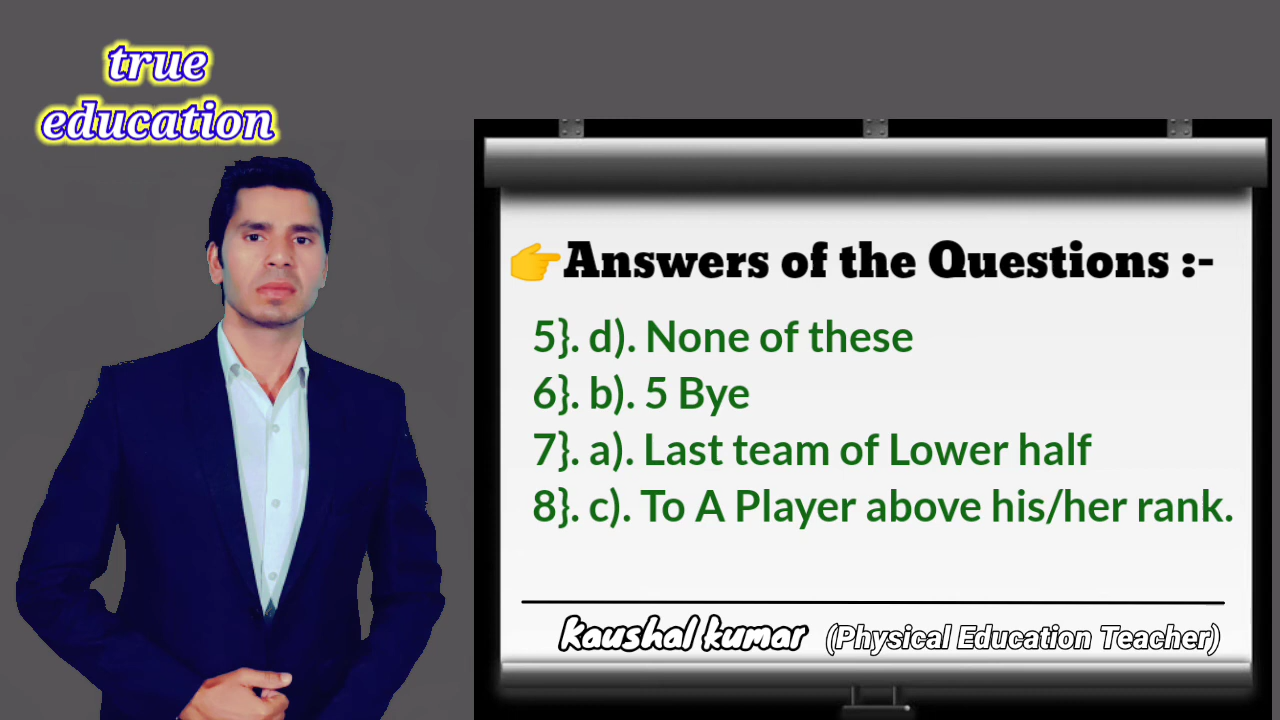 true
education
👉Answers of the Questions :-
5}. d). None of these
6}. b). 5 Bye
7}. a). Last team of Lower half
8}. c). To A Player above his/her rank.
Kaushal kumar (Physical Education Teacher)